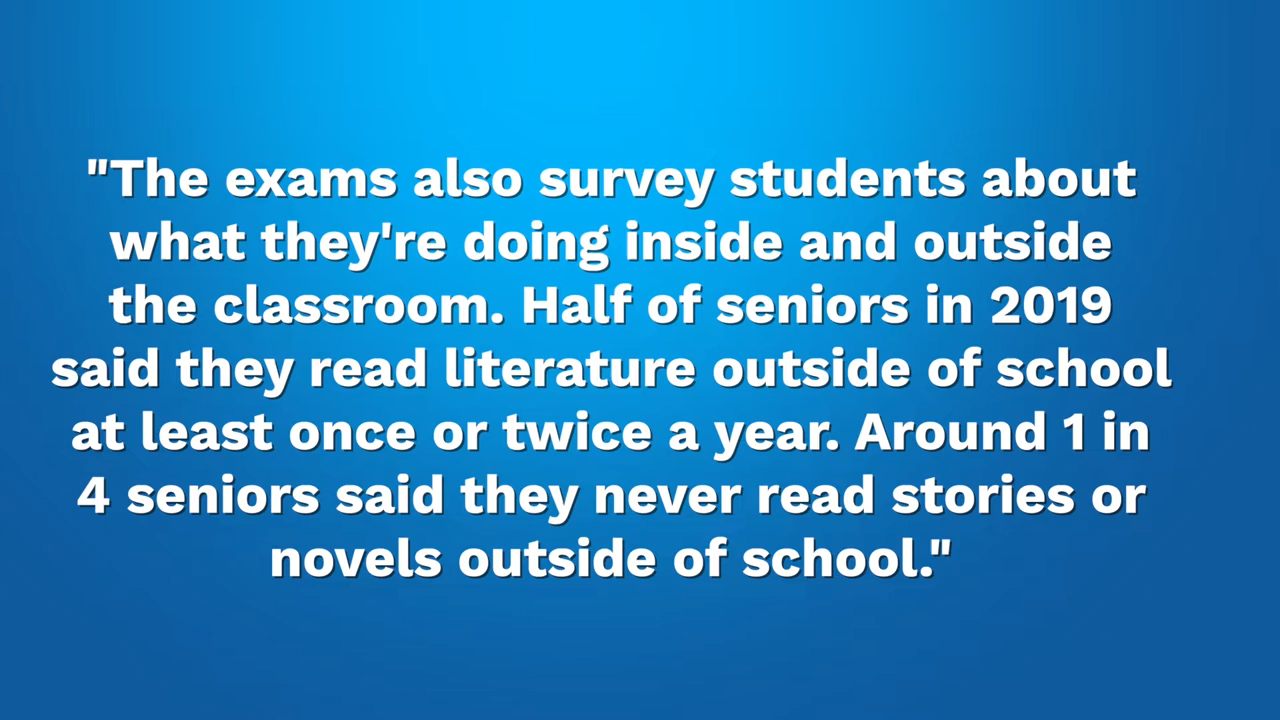 "The exams also survey students about
what they're doing inside and outside
the classroom. Half of seniors in 2019
said they read literature outside of school
at least once or twice a year. Around 1 in
4 seniors said they never read stories or
novels outside of school."